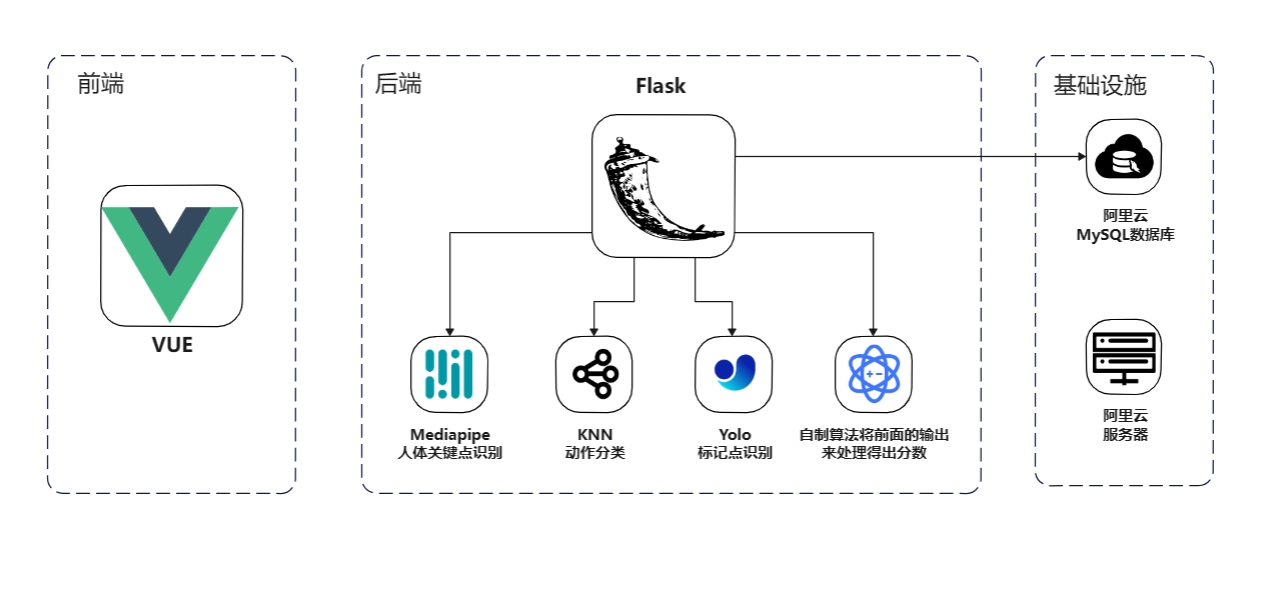 前端
VUE
后端
Flask
Mediapipe
人体关键点识别
KNN
动作分类
Yolo
标记点识别
自制算法将前面的输出
来处理得出分数
基础设施
阿里云
MySQL数据库
阿里云
服务器